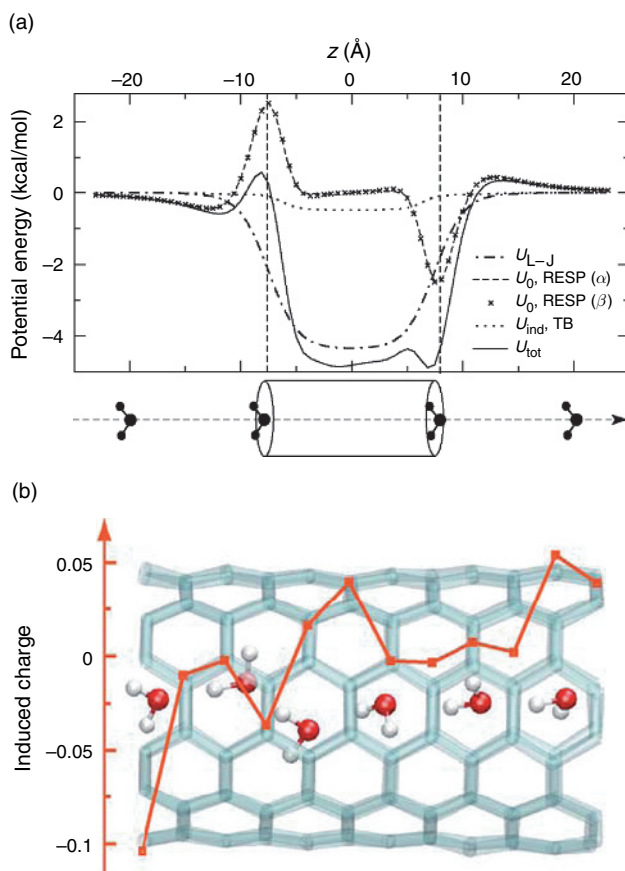 (a)
z (Å)
−20 −10 0 10 20
Potential energy (kcal/mol)
2
0
−2
−4
U_L–J
U_0, RESP (α)
U_0, RESP (β)
U_ind, TB
U_tot
(b)
Induced charge
0.05
0
−0.05
−0.1